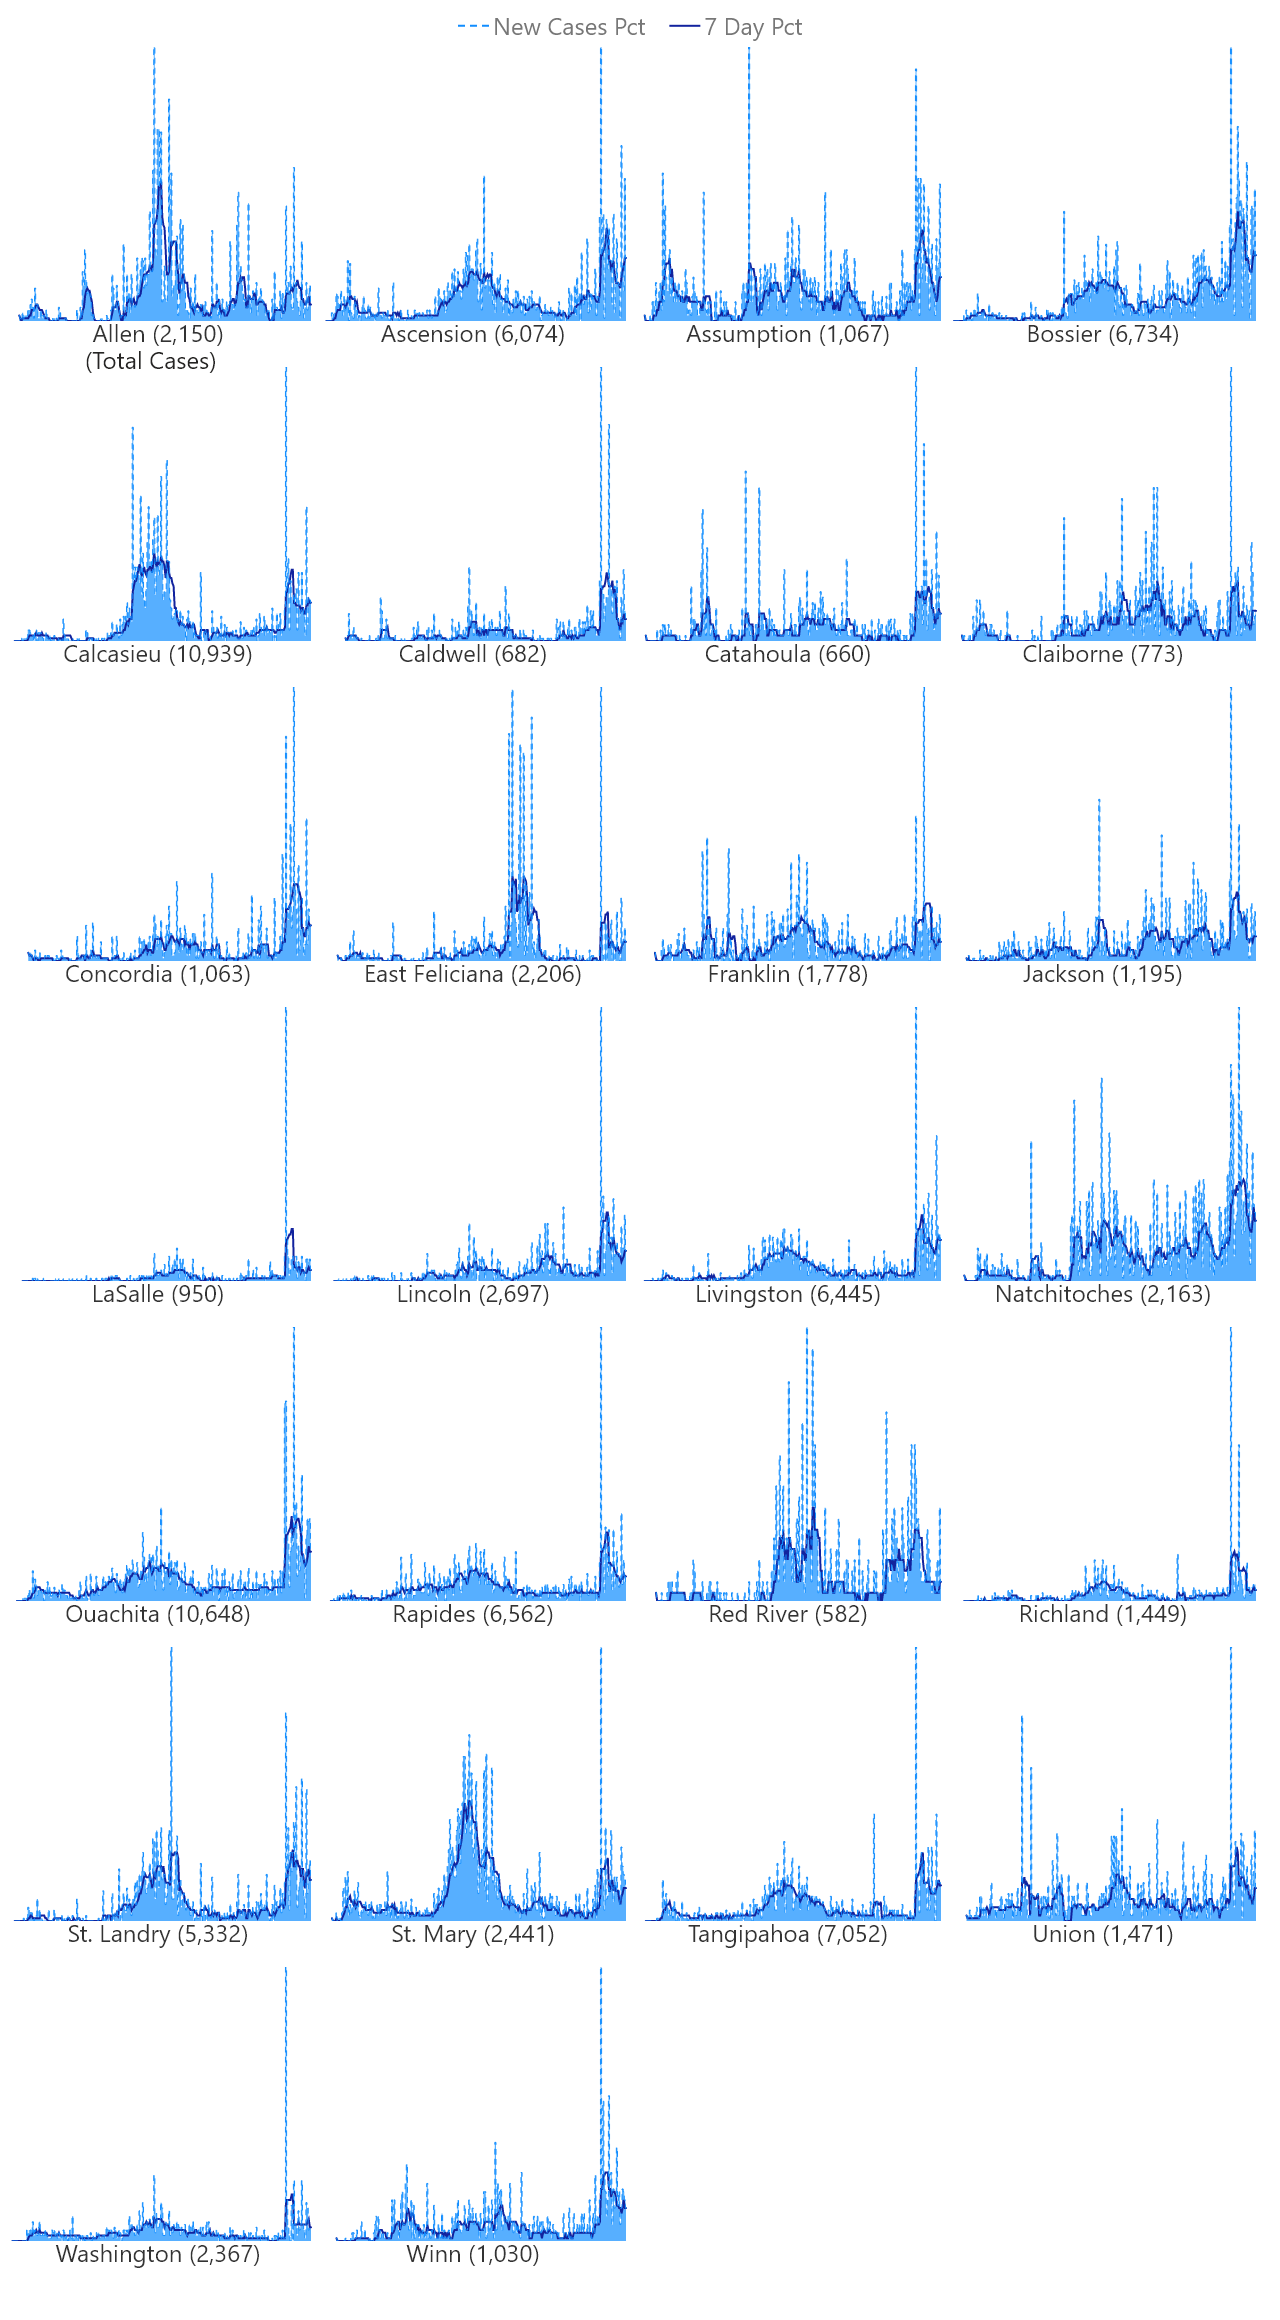 New Cases Pct 7 Day Pct
Allen (2,150) Ascension (6,074) Assumption (1,067) Bossier (6,734)
(Total Cases)
Calcasieu (10,939) Caldwell (682) Catahoula (660) Claiborne (773)
Concordia (1,063) East Feliciana (2,206) Franklin (1,778) Jackson (1,195)
LaSalle (950) Lincoln (2,697) Livingston (6,445) Natchitoches (2,163)
Ouachita (10,648) Rapides (6,562) Red River (582) Richland (1,449)
St. Landry (5,332) St. Mary (2,441) Tangipahoa (7,052) Union (1,471)
Washington (2,367) Winn (1,030)